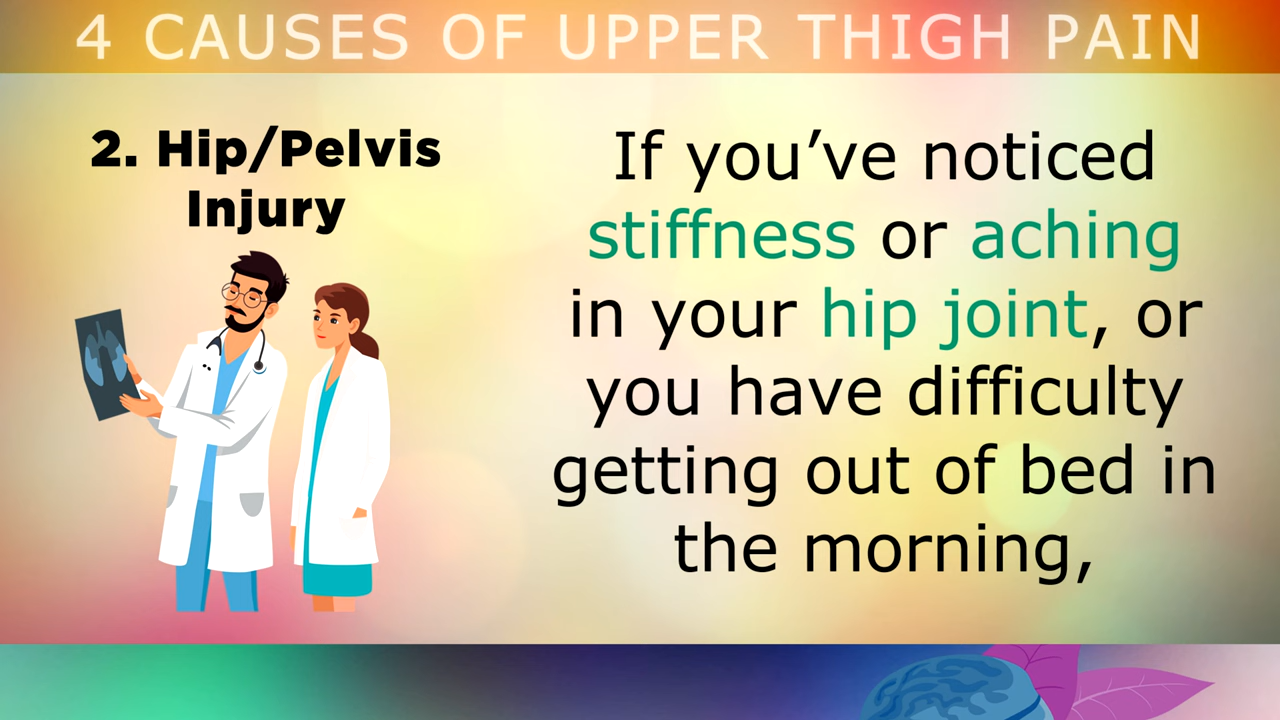 4 CAUSES OF UPPER THIGH PAIN
2. Hip/Pelvis
Injury
If you’ve noticed
stiffness or aching
in your hip joint, or
you have difficulty
getting out of bed in
the morning,